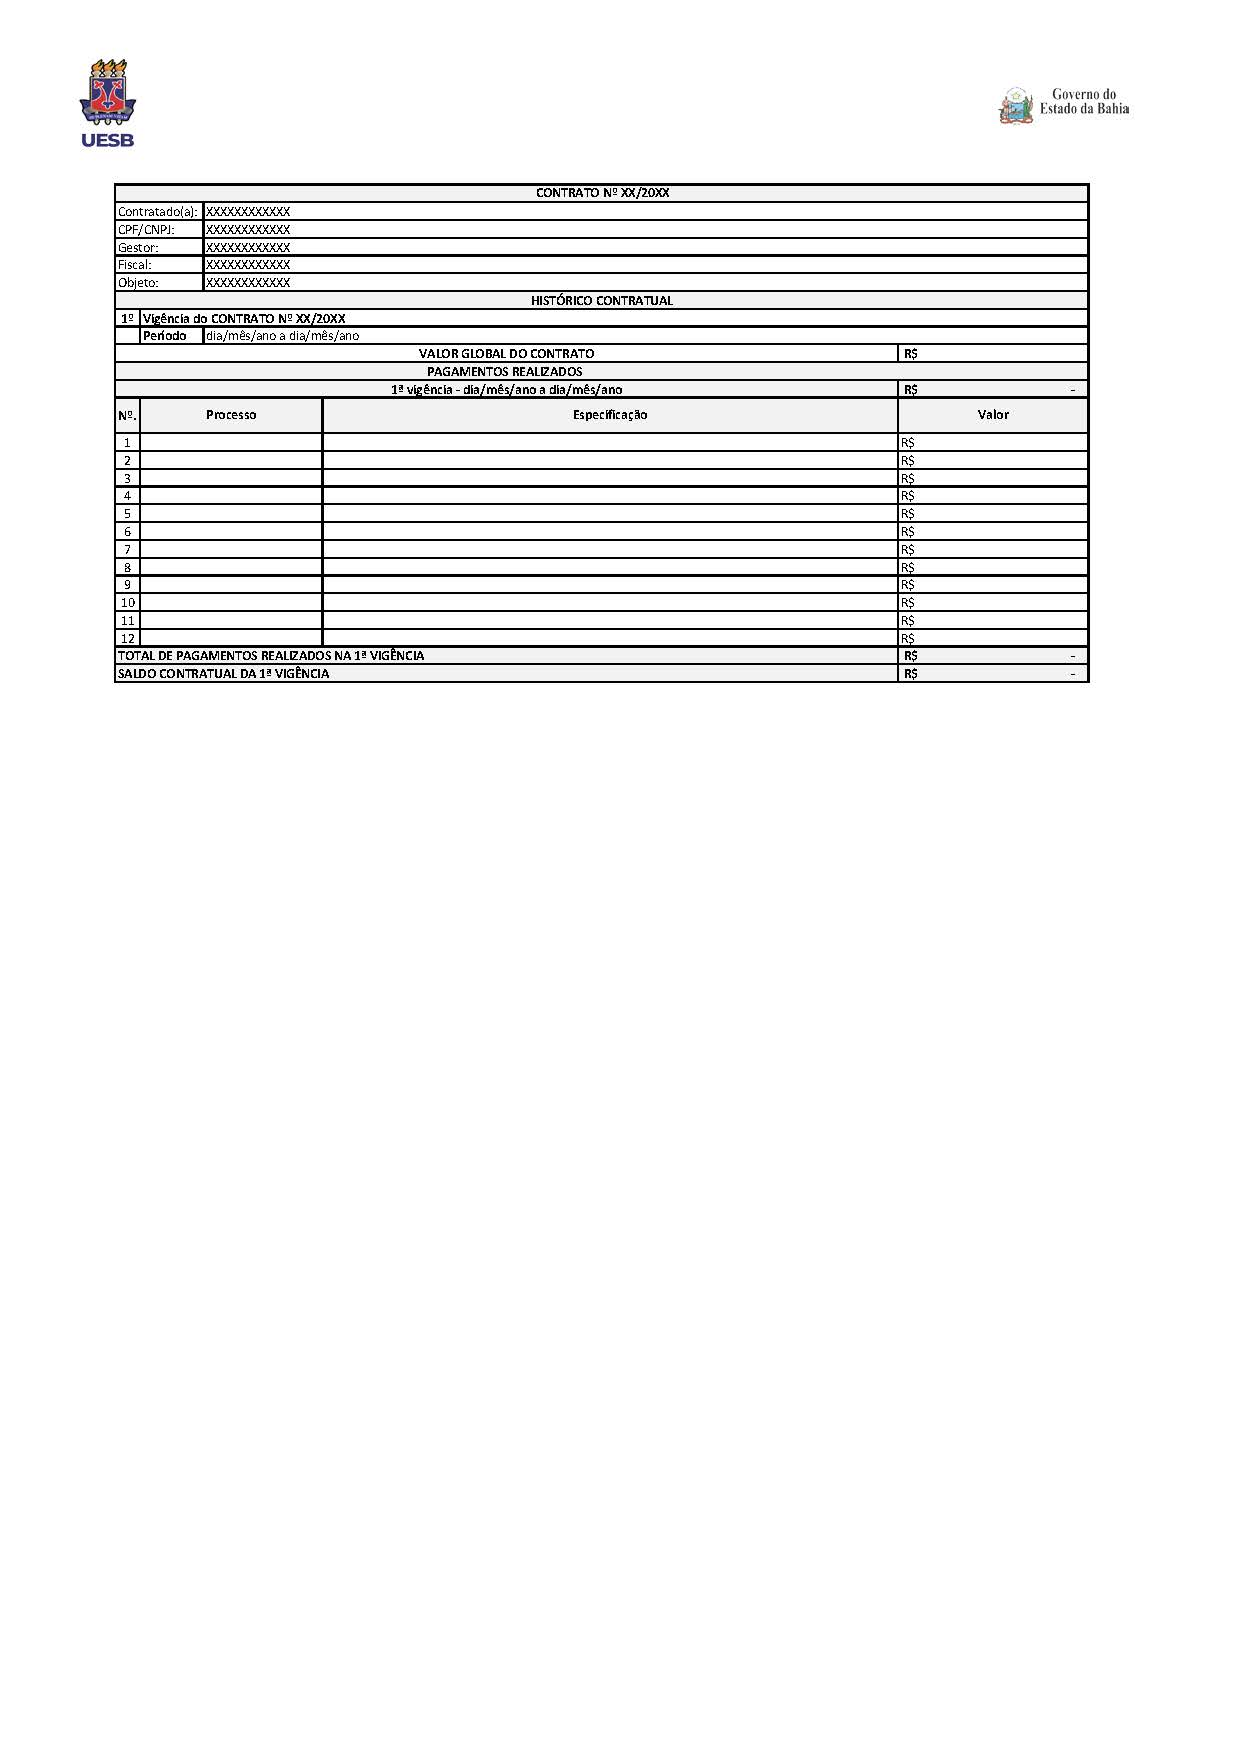 UESB
Governo do
Estado da Bahia
CONTRATO Nº XX/20XX
Contratado(a): XXXXXXXXXXXX
CPF/CNPJ: XXXXXXXXXXXX
Gestor: XXXXXXXXXXXX
Fiscal: XXXXXXXXXXXX
Objeto: XXXXXXXXXXXX
HISTÓRICO CONTRATUAL
1º Vigência do CONTRATO Nº XX/20XX
Período dia/mês/ano a dia/mês/ano
VALOR GLOBAL DO CONTRATO R$
PAGAMENTOS REALIZADOS
1ª vigência - dia/mês/ano a dia/mês/ano R$ -
Nº. Processo Especificação Valor
1 R$
2 R$
3 R$
4 R$
5 R$
6 R$
7 R$
8 R$
9 R$
10 R$
11 R$
12 R$
TOTAL DE PAGAMENTOS REALIZADOS NA 1ª VIGÊNCIA R$ -
SALDO CONTRATUAL DA 1ª VIGÊNCIA R$ -